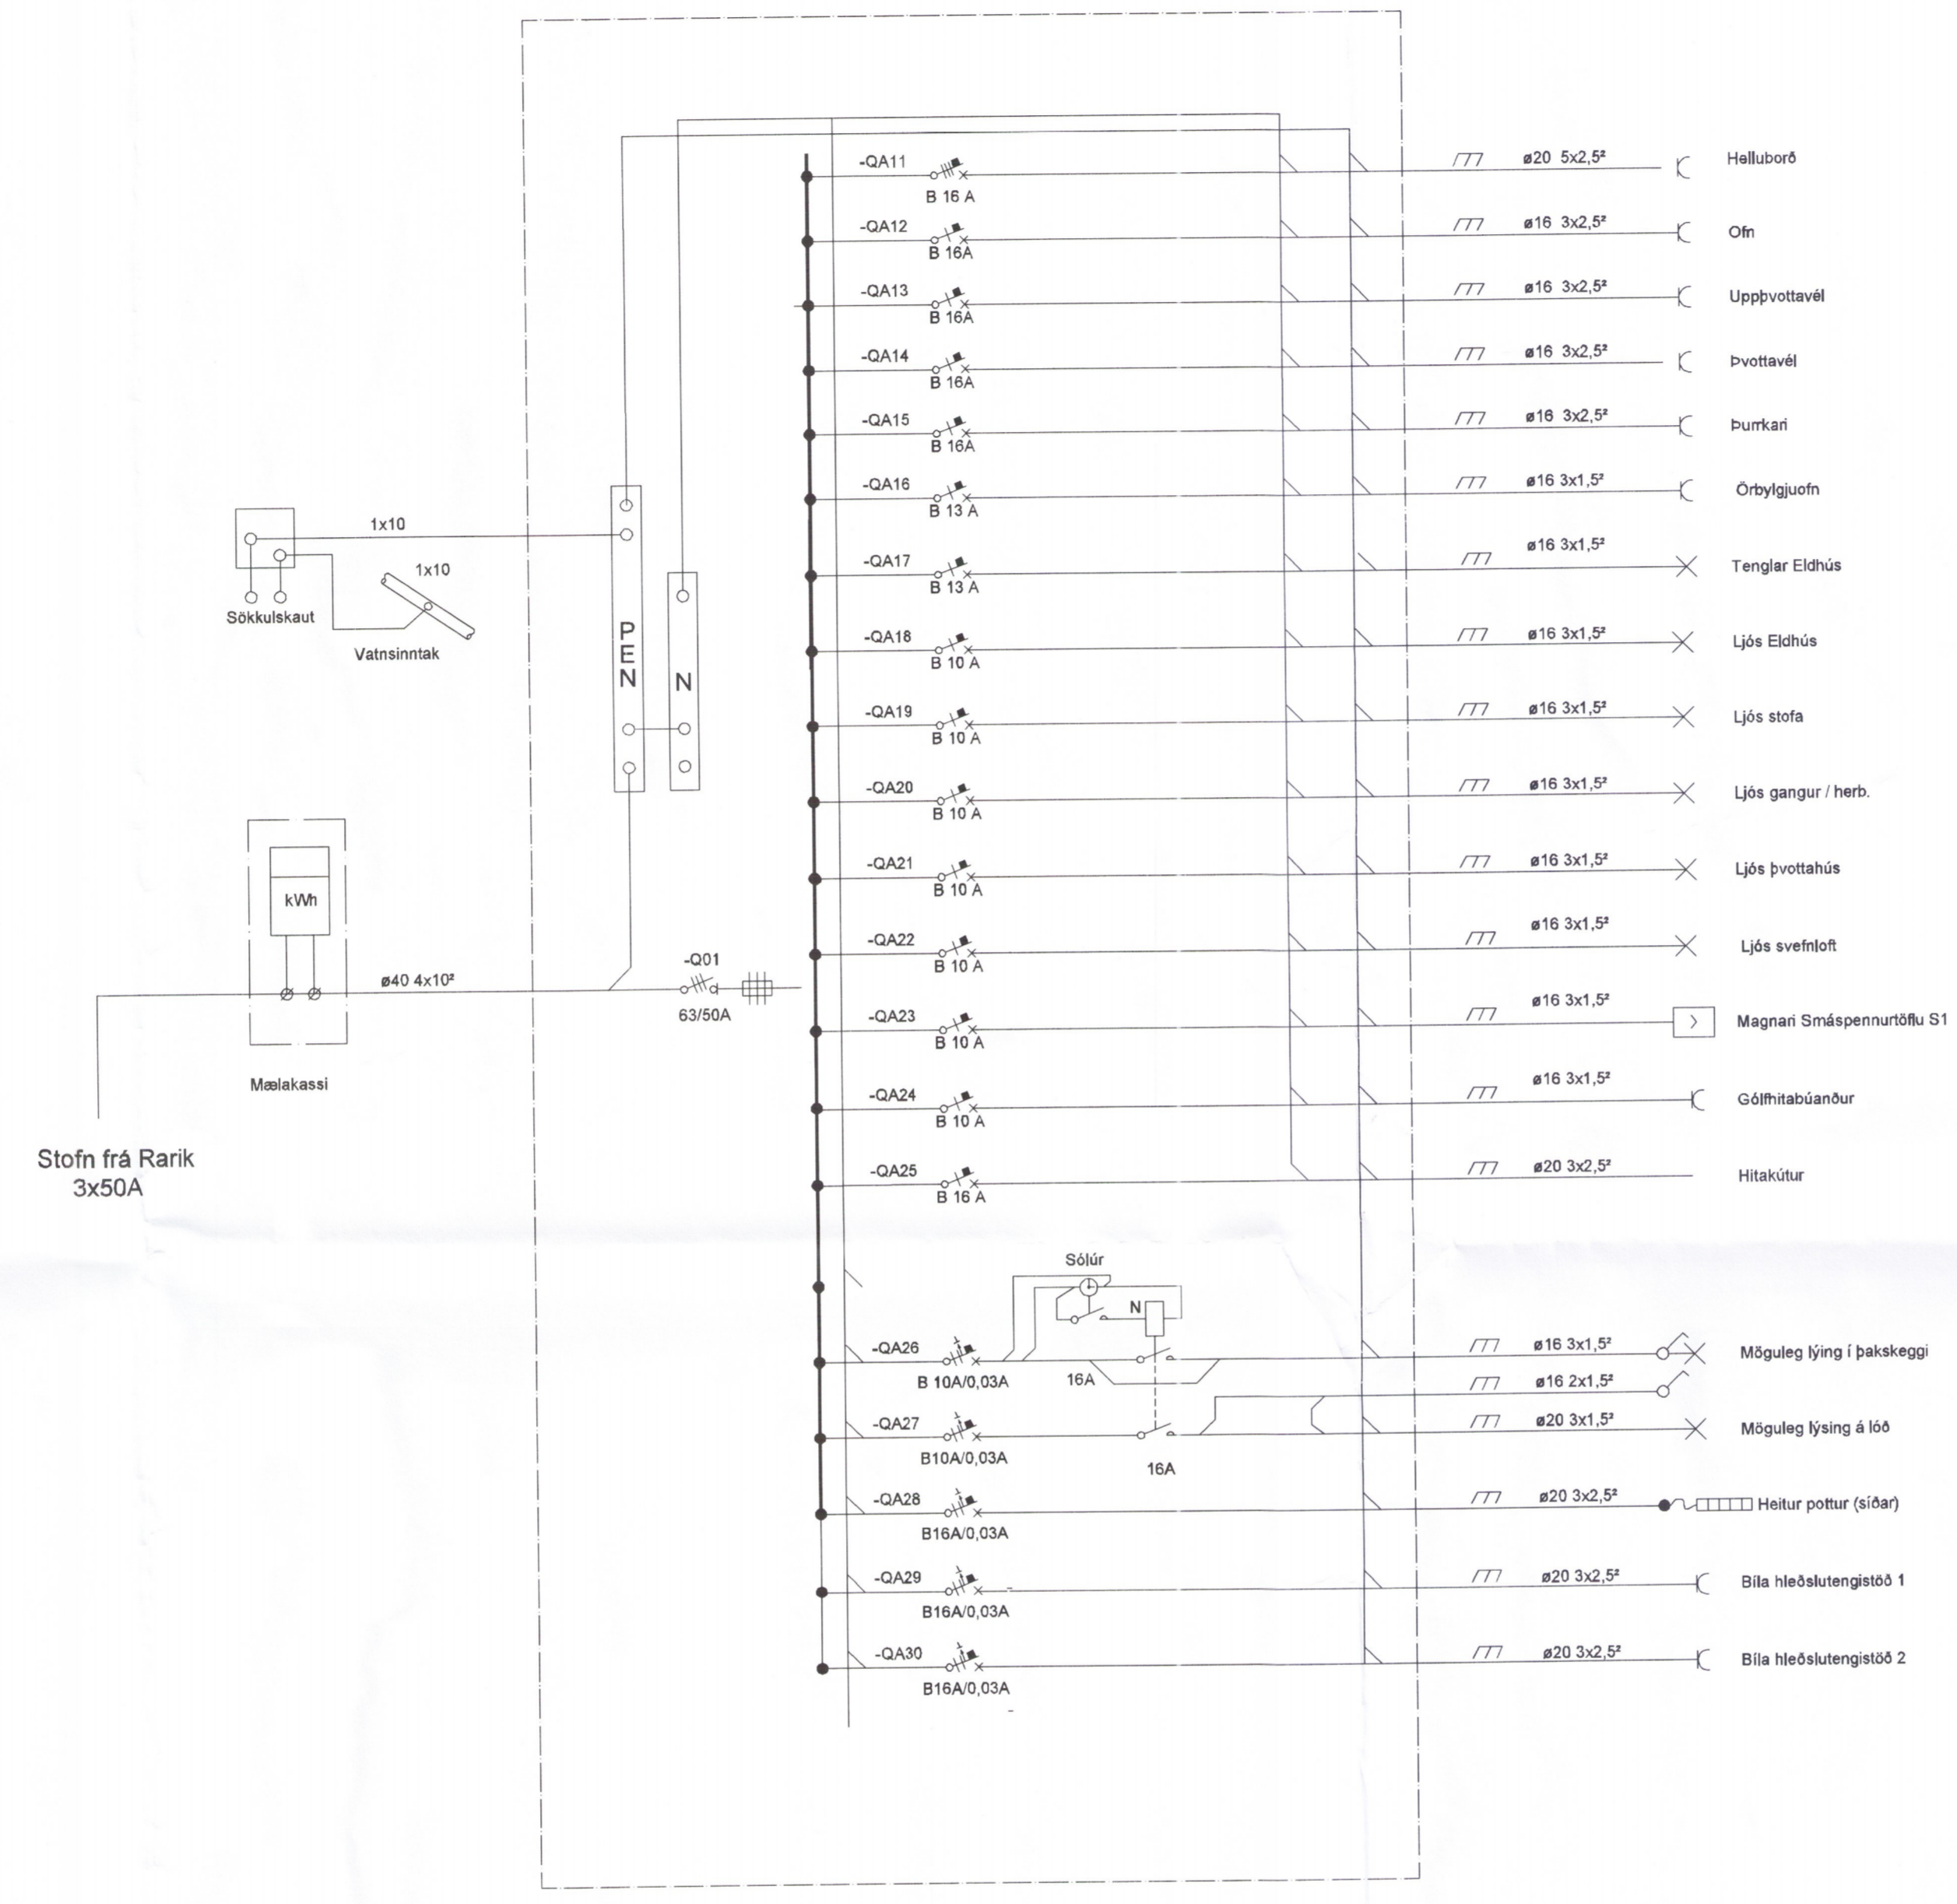 -QA11
B 16 A
ø20 5x2,5²
Helluborð
-QA12
B 16A
ø16 3x2,5²
Ofn
-QA13
B 16A
ø16 3x2,5²
Uppþvottavél
-QA14
B 16A
ø16 3x2,5²
Þvottavél
-QA15
B 16A
ø16 3x2,5²
Þurrkari
-QA16
B 13 A
ø16 3x1,5²
Örbylgjuofn
-QA17
B 13 A
ø16 3x1,5²
Tenglar Eldhús
-QA18
B 10 A
ø16 3x1,5²
Ljós Eldhús
-QA19
B 10 A
ø16 3x1,5²
Ljós stofa
-QA20
B 10 A
ø16 3x1,5²
Ljós gangur / herb.
-QA21
B 10 A
ø16 3x1,5²
Ljós þvottahús
-QA22
B 10 A
ø16 3x1,5²
Ljós svefnloft
-QA23
B 10 A
ø16 3x1,5²
Magnari Smáspennurtöflu S1
-QA24
B 10 A
ø16 3x1,5²
Gólfhitabúanður
-QA25
B 16 A
ø20 3x2,5²
Hitakútur
Sólúr
N
-QA26
B 10A/0,03A
16A
ø16 3x1,5²
Möguleg lýing í þakskeggi
ø16 2x1,5²
-QA27
B10A/0,03A
16A
ø20 3x1,5²
Möguleg lýsing á lóð
-QA28
B16A/0,03A
ø20 3x2,5²
Heitur pottur (síðar)
-QA29
B16A/0,03A
ø20 3x2,5²
Bíla hleðslutengistöð 1
-QA30
B16A/0,03A
ø20 3x2,5²
Bíla hleðslutengistöð 2
1x10
1x10
Sökkulskaut
Vatnsinntak
PEN
N
kWh
ø40 4x10²
-Q01
63/50A
Mælakassi
Stofn frá Rarik
3x50A